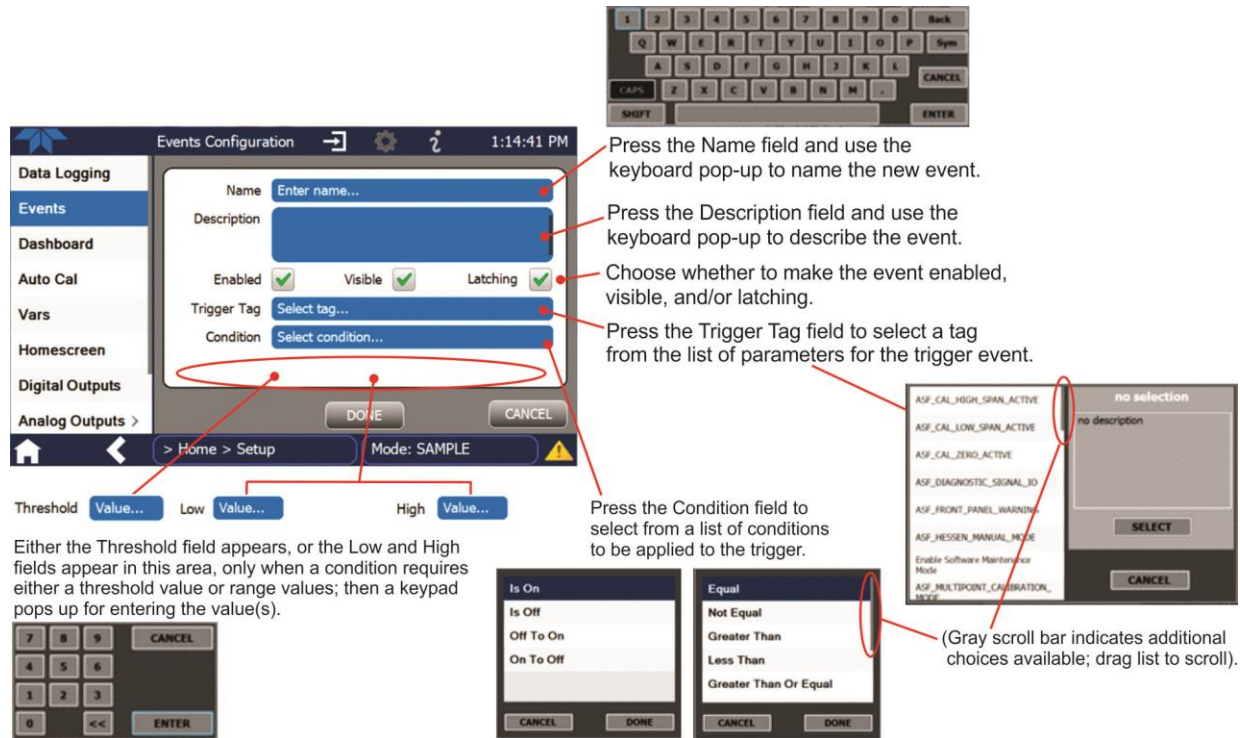 1 2 3 4 5 6 7 8 9 0 Back
Q W E R T Y U I O P Sym
A S D F G H J K L
CANCEL
CAPS Z X C V B N M .
SHIFT ENTER
Events Configuration 1:14:41 PM
Data Logging
Events
Dashboard
Auto Cal
Vars
Homescreen
Digital Outputs
Analog Outputs >
Name Enter name...
Description
Enabled Visible Latching
Trigger Tag Select tag...
Condition Select condition...
DONE CANCEL
> Home > Setup Mode: SAMPLE
Press the Name field and use the
keyboard pop-up to name the new event.
Press the Description field and use the
keyboard pop-up to describe the event.
Choose whether to make the event enabled,
visible, and/or latching.
Press the Trigger Tag field to select a tag
from the list of parameters for the trigger event.
ASF_CAL_HIGH_SPAN_ACTIVE
ASF_CAL_LOW_SPAN_ACTIVE
ASF_CAL_ZERO_ACTIVE
ASF_DIAGNOSTIC_SIGNAL_IO
ASF_FRONT_PANEL_WARNING
ASF_HESSEN_MANUAL_MODE
Enable Software Maintenance
Mode
ASF_MULTIPOINT_CALIBRATION_
MODE
no selection
no description
SELECT
CANCEL
(Gray scroll bar indicates additional
choices available; drag list to scroll).
Threshold Value... Low Value... High Value...
Either the Threshold field appears, or the Low and High
fields appear in this area, only when a condition requires
either a threshold value or range values; then a keypad
pops up for entering the value(s).
7 8 9 CANCEL
4 5 6
1 2 3
0 << ENTER
Press the Condition field to
select from a list of conditions
to be applied to the trigger.
Is On
Is Off
Off To On
On To Off
CANCEL DONE
Equal
Not Equal
Greater Than
Less Than
Greater Than Or Equal
CANCEL DONE